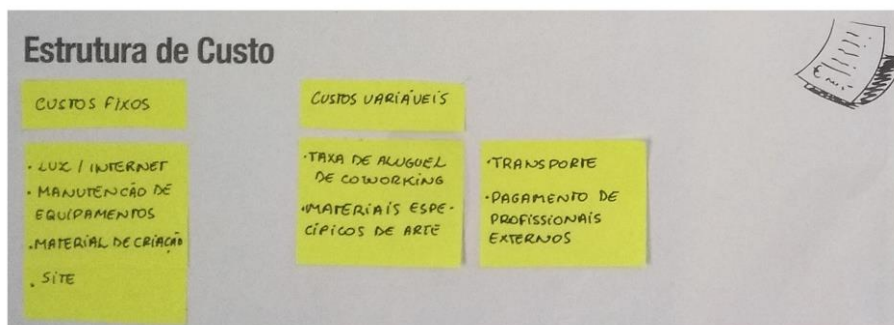 Estrutura de Custo
CUSTOS FIXOS
· LUZ / INTERNET
· MANUTENCÃO DE
EQUIPAMENTOS
· MATERIAL DE CRIAÇÃO
· SITE
CUSTOS VARIÁVEIS
· TAXA DE ALUGUEL
DE COWORKING
· MATERIAIS ESPE-
CÍFICOS DE ARTE
· TRANSPORTE
· PAGAMENTO DE
PROFISSIONAIS
EXTERNOS